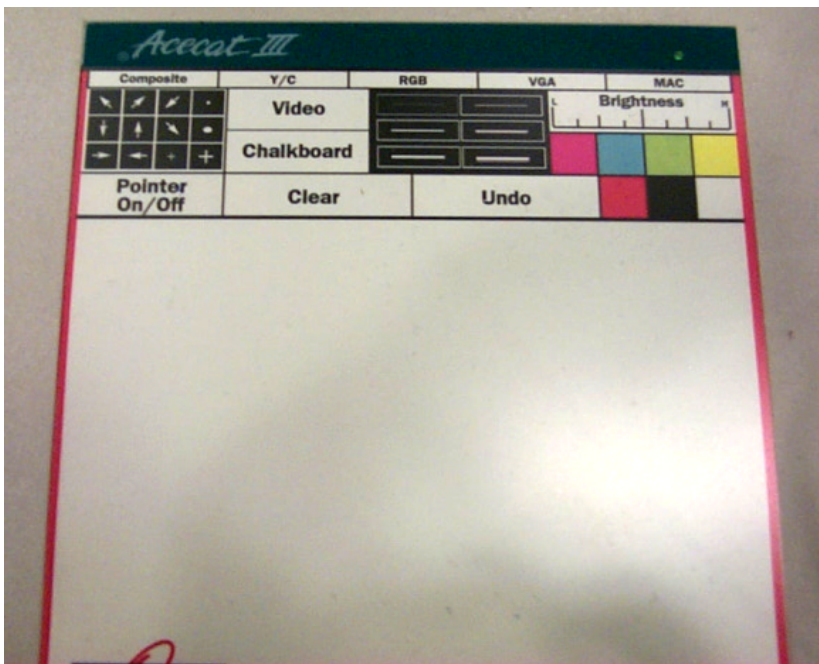 Acecat III
Composite Y/C RGB VGA MAC
L Brightness H
Video
Chalkboard
Pointer On/Off Clear Undo